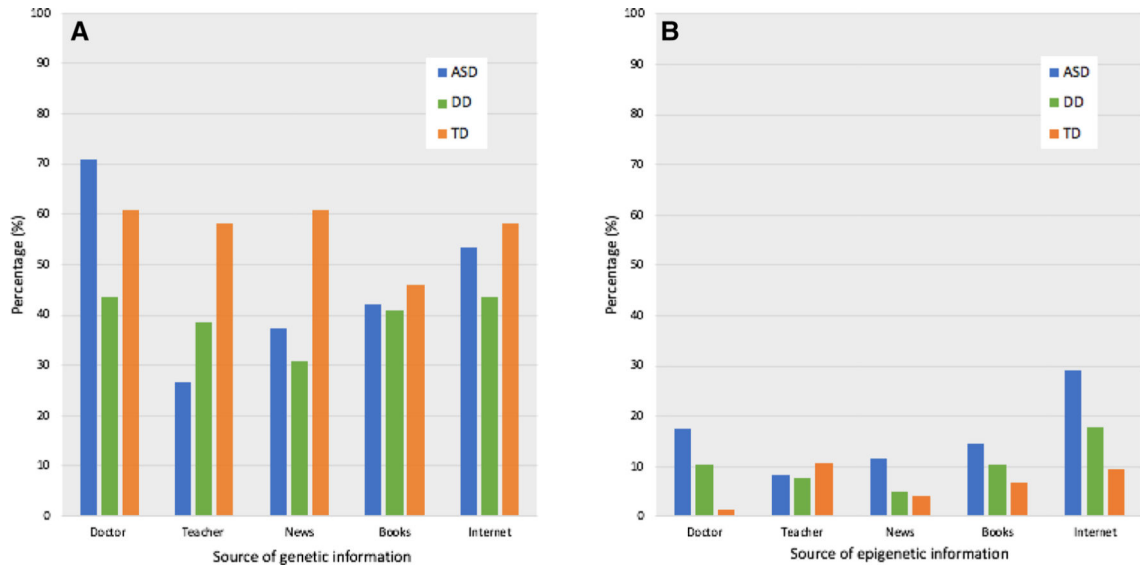 A
100
90
80
70
60
50
40
30
20
10
0
Percentage (%)
ASD
DD
TD
Doctor Teacher News Books Internet
Source of genetic information
B
100
90
80
70
60
50
40
30
20
10
0
Percentage (%)
ASD
DD
TD
Doctor Teacher News Books Internet
Source of epigenetic information